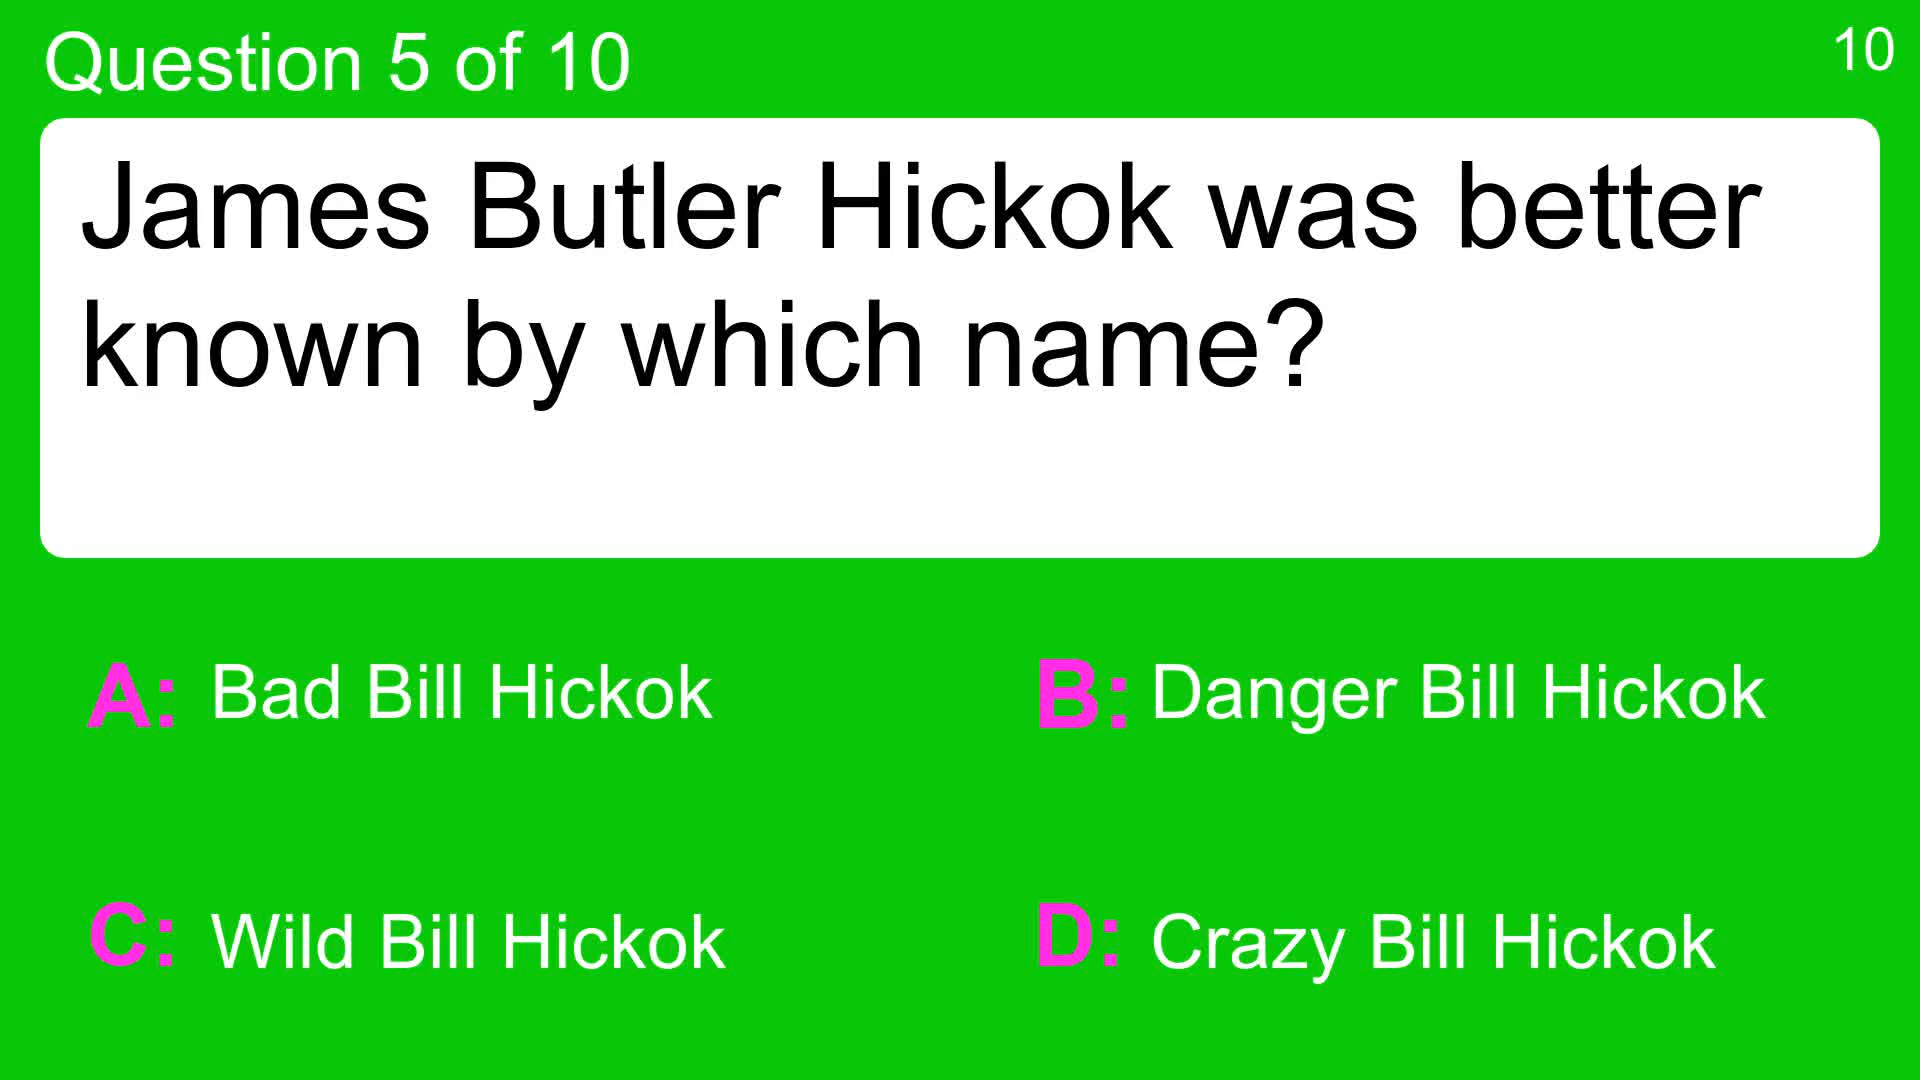 Question 5 of 10
10
James Butler Hickok was better
known by which name?
A: Bad Bill Hickok
B: Danger Bill Hickok
C: Wild Bill Hickok
D: Crazy Bill Hickok